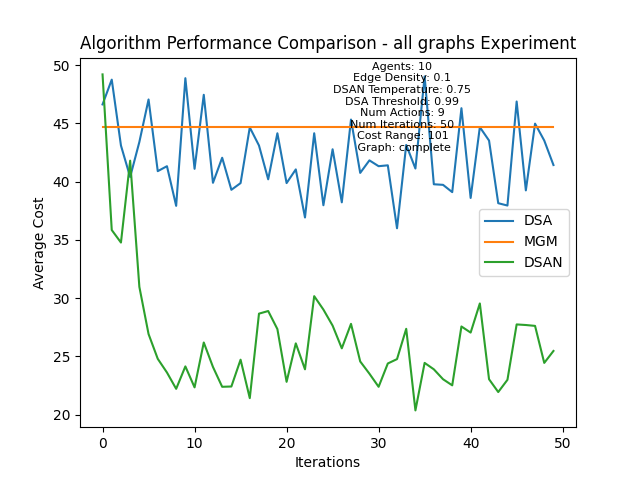 Algorithm Performance Comparison - all graphs Experiment
Agents: 10
Edge Density: 0.1
DSAN Temperature: 0.75
DSA Threshold: 0.99
Num Actions: 9
Num Iterations: 50
Cost Range: 101
Graph: complete
50
45
40
35
30
25
20
Average Cost
DSA
MGM
DSAN
0
10
20
30
40
50
Iterations